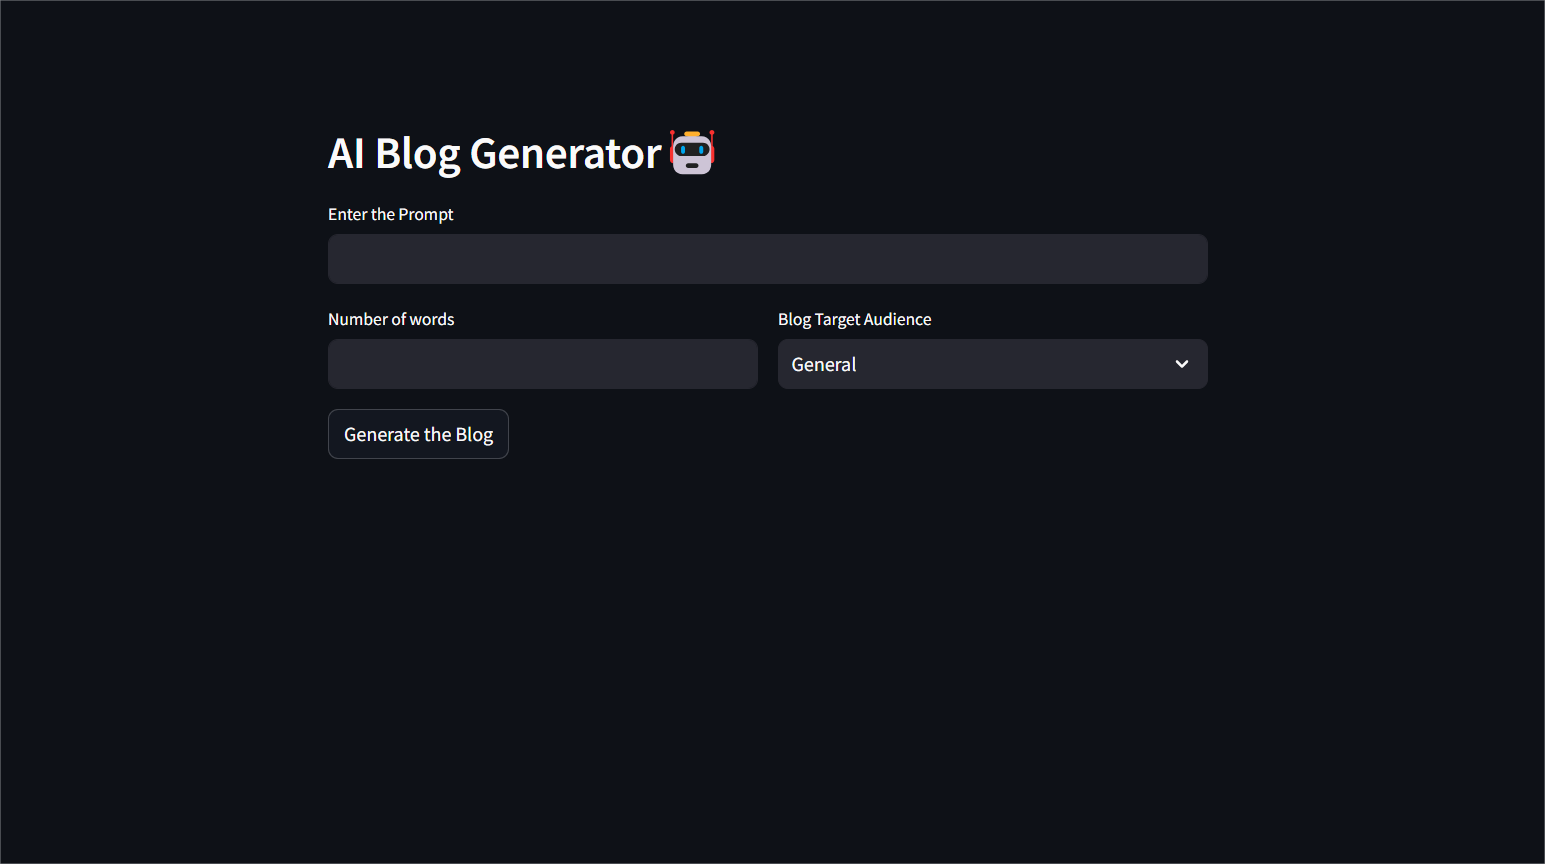 AI Blog Generator
Enter the Prompt
Number of words
Blog Target Audience
General
Generate the Blog